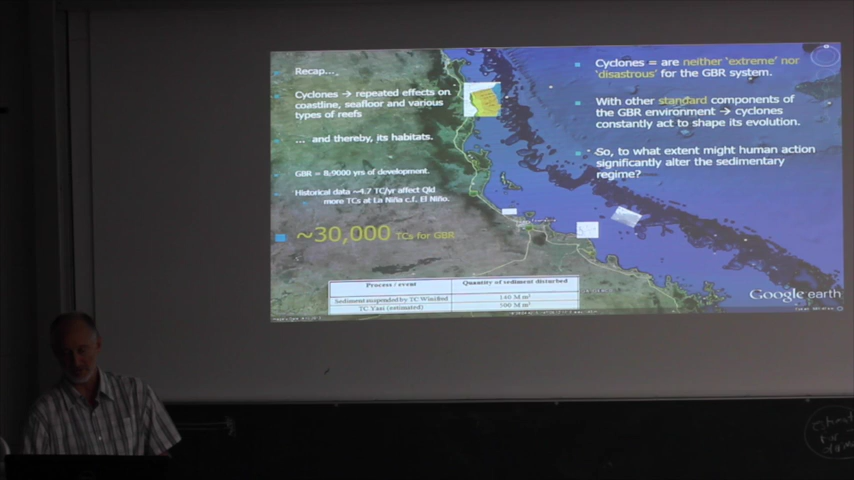 Recap...
Cyclones → repeated effects on
coastline, seafloor and various
types of reefs
... and thereby, its habitats.
GBR = 8-9000 yrs of development.
Historical data ~4.7 TC/yr affect Qld
more TCs at La Niña c.f. El Niño.
~30,000 TCs for GBR
Cyclones = are neither 'extreme' nor
'disastrous' for the GBR system.
With other standard components of
the GBR environment → cyclones
constantly act to shape its evolution.
So, to what extent might human action
significantly alter the sedimentary
regime?
Process / event Quantity of sediment disturbed
Sediment suspended by TC Winifred 140 M m³
TC Yasi (estimated) 500 M m³
Google earth